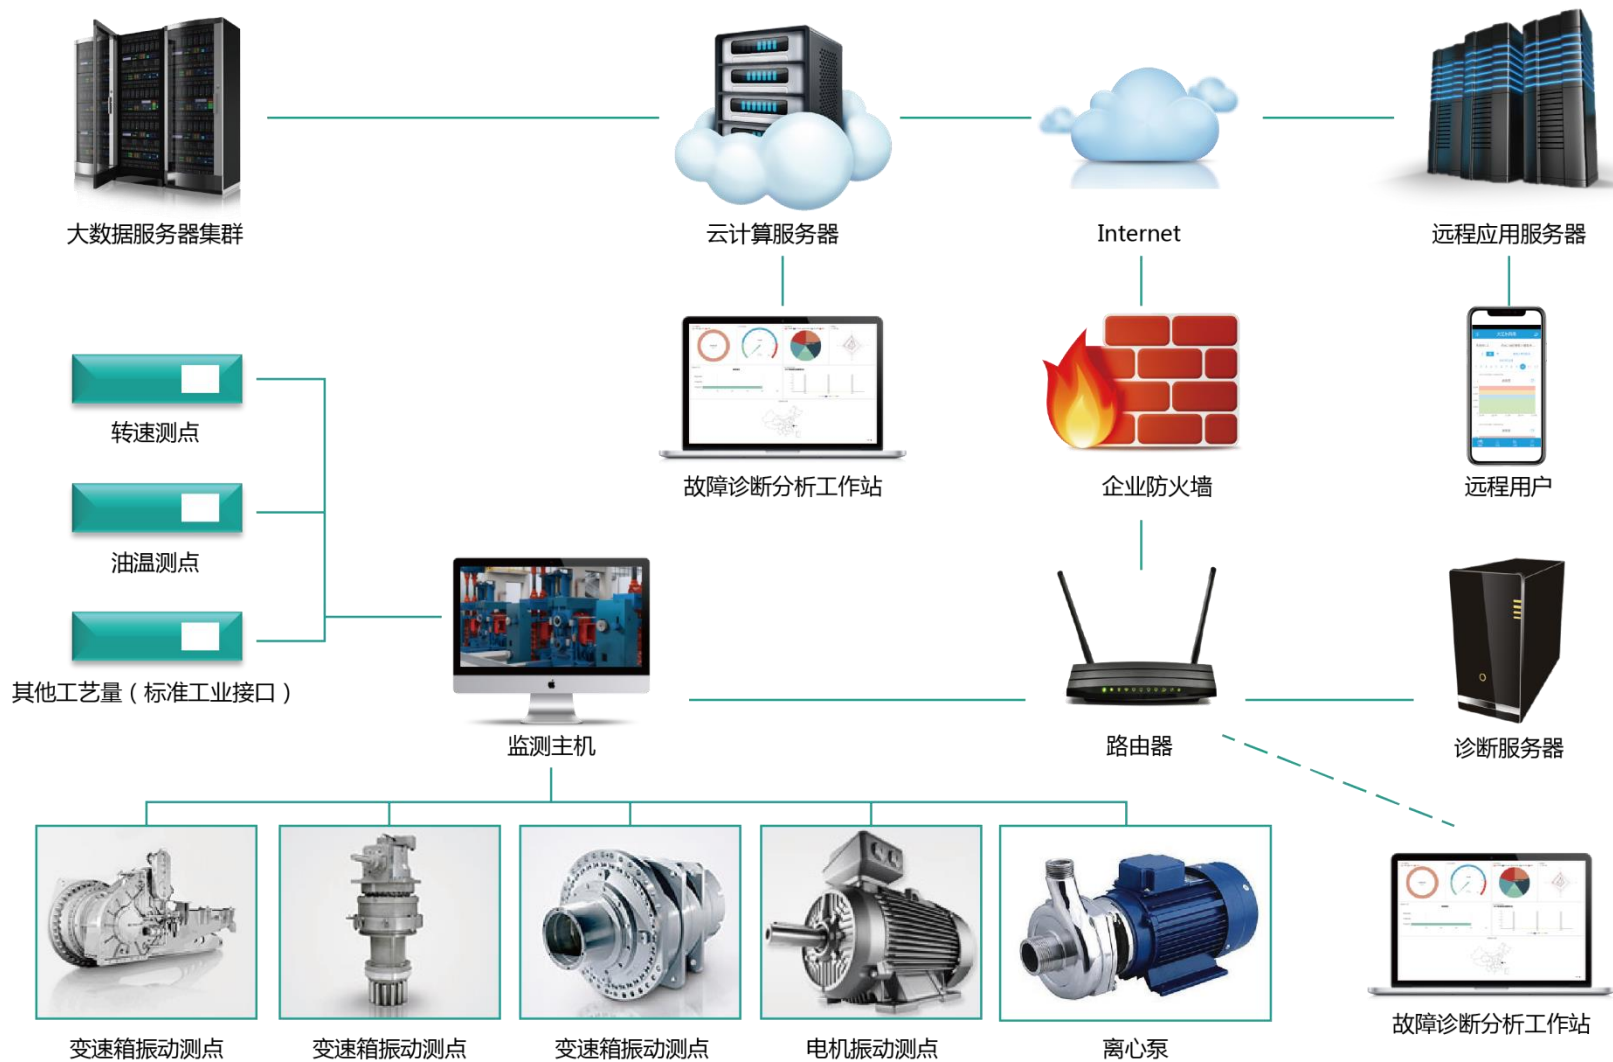 大数据服务器集群
云计算服务器
Internet
远程应用服务器
转速测点
故障诊断分析工作站
企业防火墙
远程用户
油温测点
其他工艺量（标准工业接口）
监测主机
路由器
诊断服务器
变速箱振动测点
变速箱振动测点
变速箱振动测点
电机振动测点
离心泵
故障诊断分析工作站